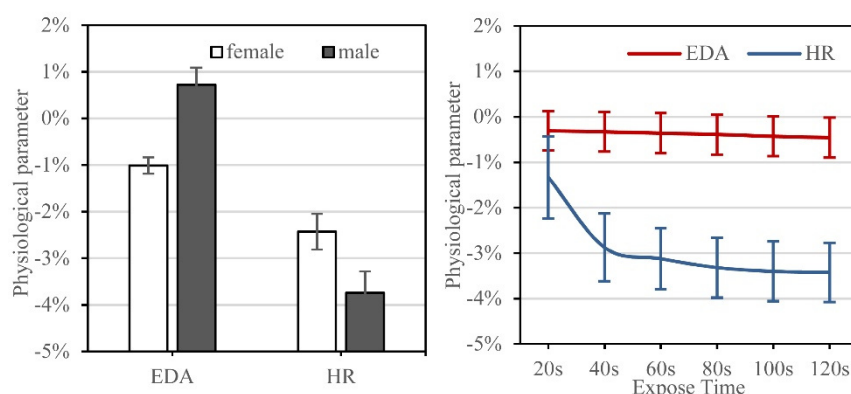 2%
1%
0%
-1%
-2%
-3%
-4%
-5%
Physiological parameter
female male
EDA HR
2%
1%
0%
-1%
-2%
-3%
-4%
-5%
Physiological parameter
EDA HR
20s 40s 60s 80s 100s 120s
Expose Time